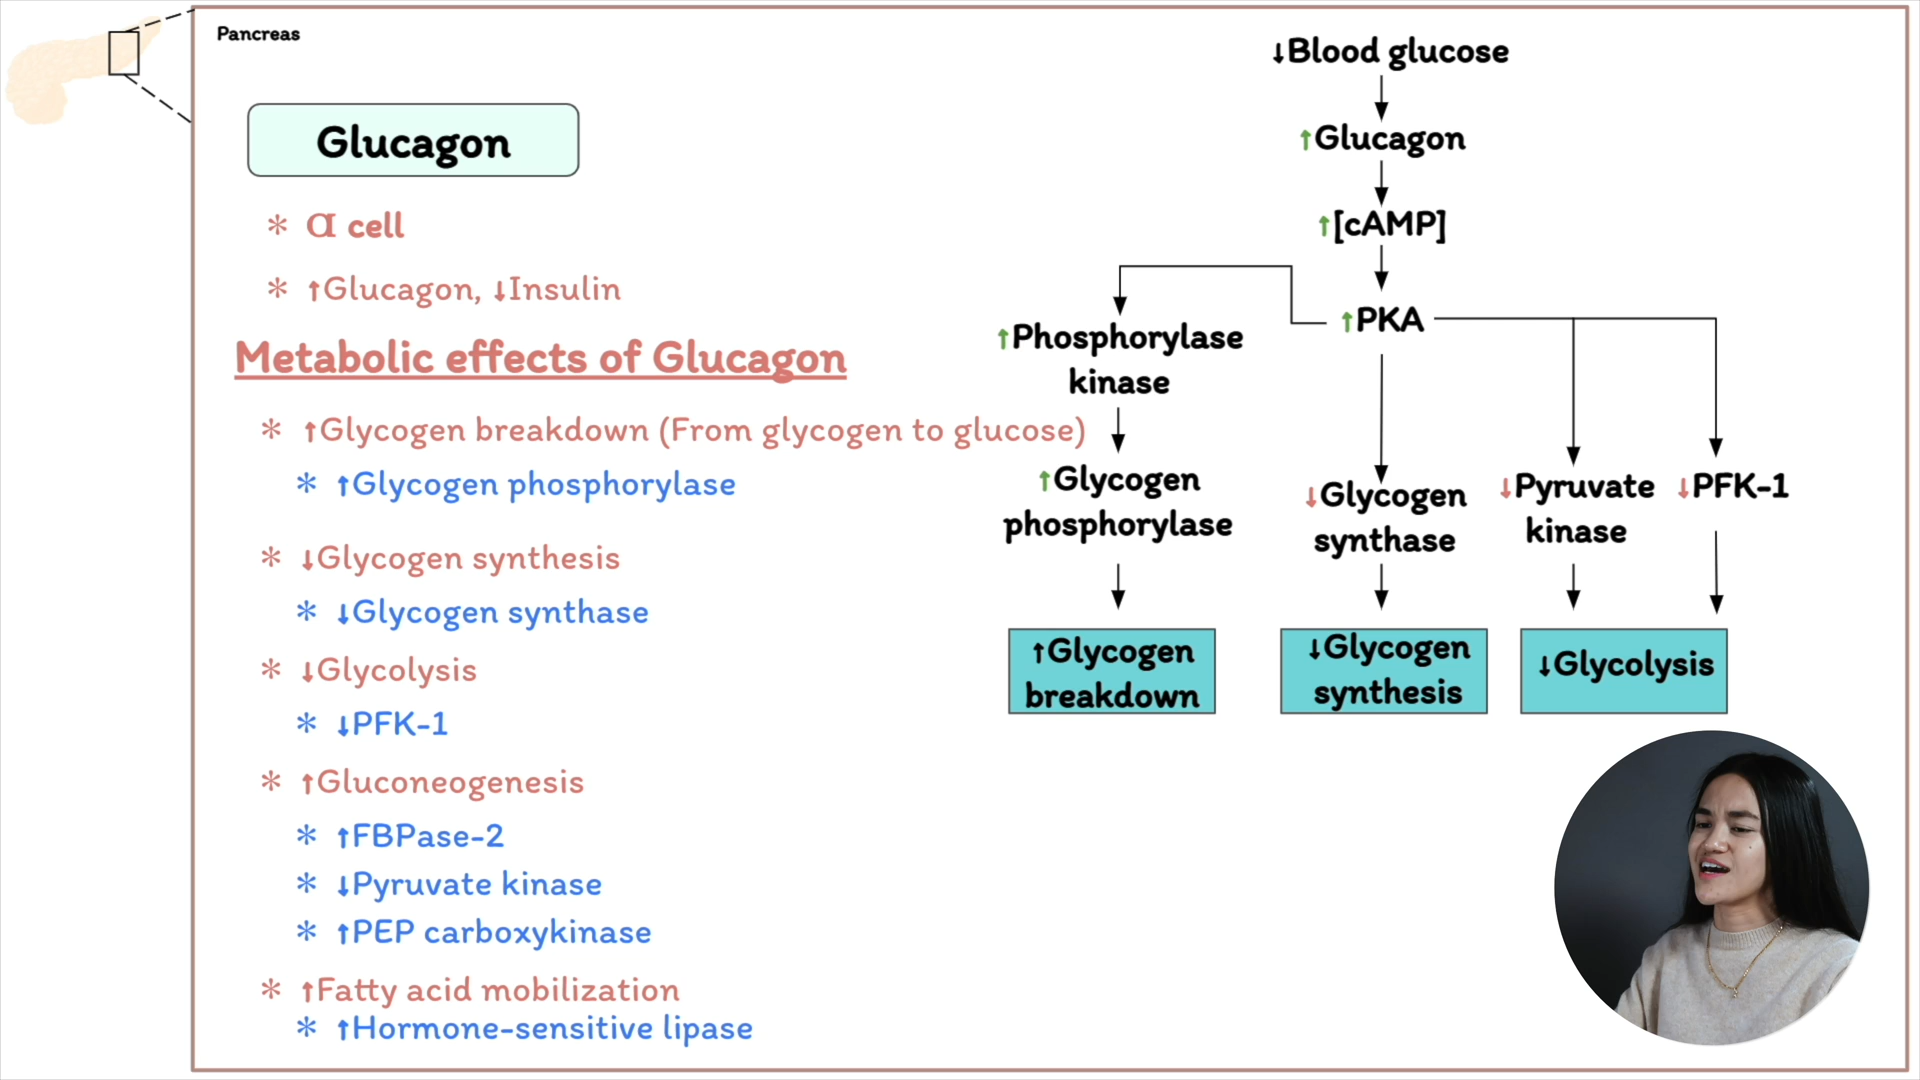 Pancreas
Glucagon
* α cell
* ↑Glucagon, ↓Insulin
Metabolic effects of Glucagon
* ↑Glycogen breakdown (From glycogen to glucose)
* ↑Glycogen phosphorylase
* ↓Glycogen synthesis
* ↓Glycogen synthase
* ↓Glycolysis
* ↓PFK-1
* ↑Gluconeogenesis
* ↑FBPase-2
* ↓Pyruvate kinase
* ↑PEP carboxykinase
* ↑Fatty acid mobilization
* ↑Hormone-sensitive lipase
↓Blood glucose
↑Glucagon
↑[cAMP]
↑PKA
↑Phosphorylase
kinase
↑Glycogen
phosphorylase
↑Glycogen
breakdown
↓Glycogen
synthase
↓Glycogen
synthesis
↓Pyruvate
kinase
↓PFK-1
↓Glycolysis